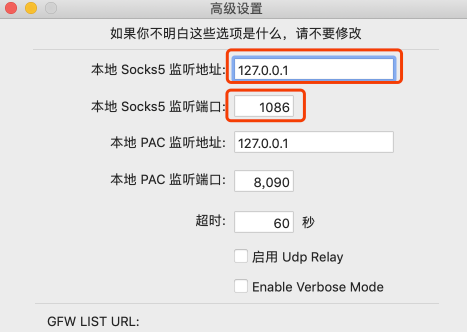 高级设置
如果你不明白这些选项是什么，请不要修改
本地 Socks5 监听地址: 127.0.0.1
本地 Socks5 监听端口: 1086
本地 PAC 监听地址: 127.0.0.1
本地 PAC 监听端口: 8,090
超时: 60 秒
启用 Udp Relay
Enable Verbose Mode
GFW LIST URL: